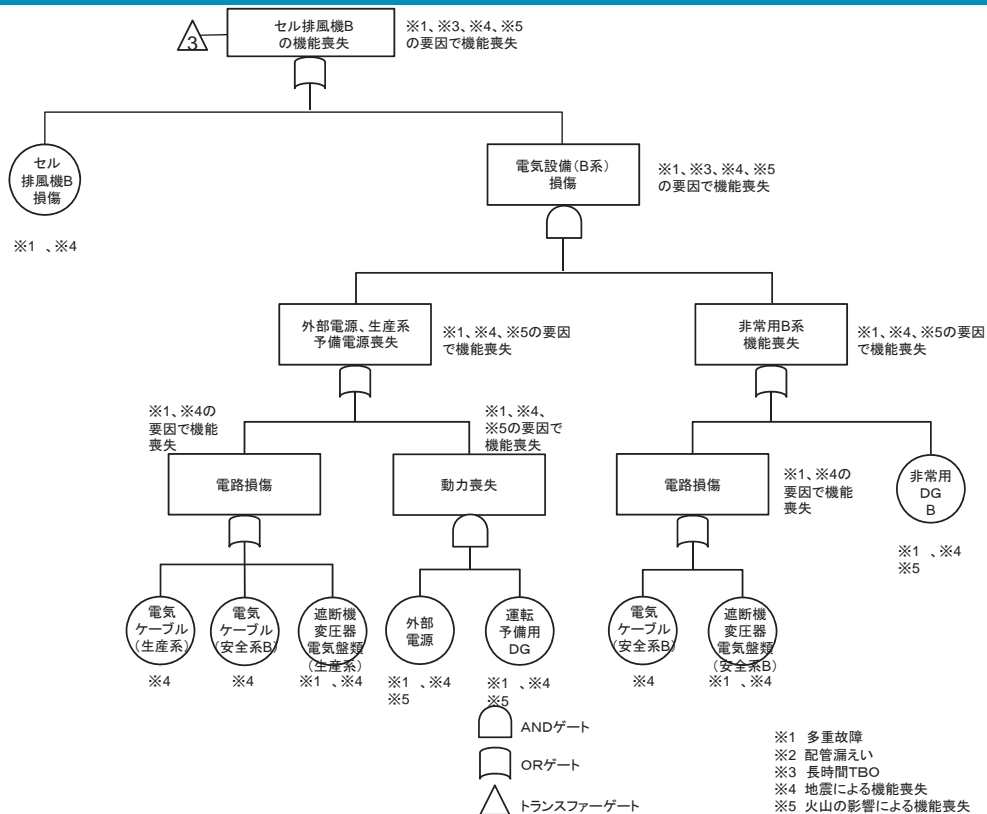 セル排風機B
の機能喪失
※1、※3、※4、※5
の要因で機能喪失
3
セル
排風機B
損傷
※1 、※4
電気設備(B系)
損傷
※1、※3、※4、※5
の要因で機能喪失
外部電源、生産系
予備電源喪失
※1、※4、※5の要因
で機能喪失
非常用B系
機能喪失
※1、※4、※5の要因
で機能喪失
※1、※4の
要因で機能
喪失
電路損傷
※1、※4、
※5の要因で
機能喪失
動力喪失
電路損傷
※1、※4の
要因で機能
喪失
非常用
DG
B
※1 、※4
※5
電気
ケーブル
(生産系)
※4
電気
ケーブル
(安全系B)
※4
遮断機
変圧器
電気盤類
(生産系)
※1 、※4
外部
電源
※1 、※4
※5
運転
予備用
DG
※1 、※4
※5
電気
ケーブル
(安全系B)
※4
遮断機
変圧器
電気盤類
(安全系B)
※1 、※4
ANDゲート
ORゲート
トランスファーゲート
※1 多重故障
※2 配管漏えい
※3 長時間TBO
※4 地震による機能喪失
※5 火山の影響による機能喪失